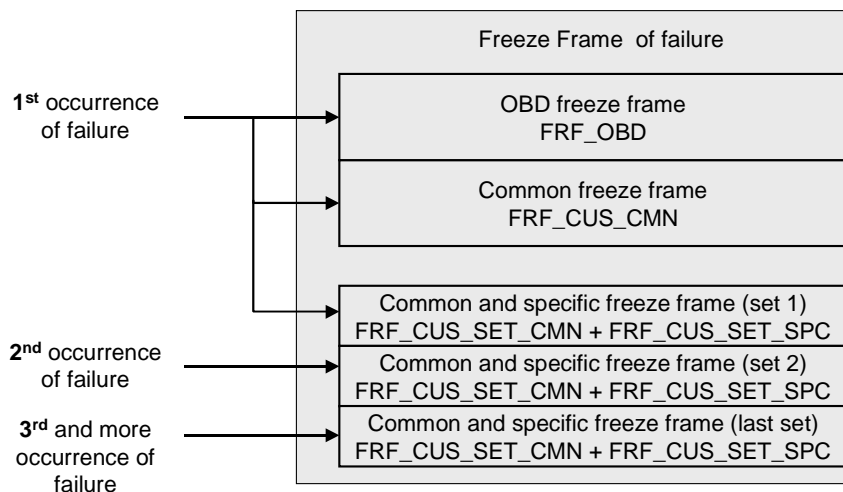 Freeze Frame of failure
1st occurrence
of failure
OBD freeze frame
FRF_OBD
Common freeze frame
FRF_CUS_CMN
Common and specific freeze frame (set 1)
FRF_CUS_SET_CMN + FRF_CUS_SET_SPC
2nd occurrence
of failure
Common and specific freeze frame (set 2)
FRF_CUS_SET_CMN + FRF_CUS_SET_SPC
3rd and more
occurrence of
failure
Common and specific freeze frame (last set)
FRF_CUS_SET_CMN + FRF_CUS_SET_SPC